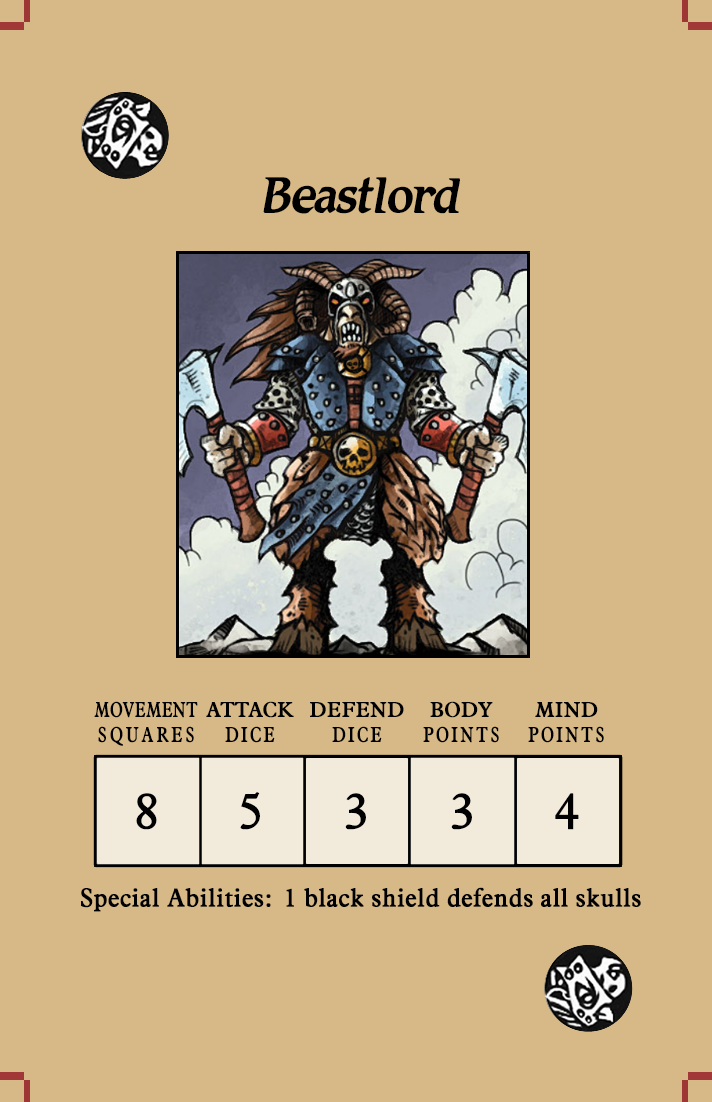 Beastlord
MOVEMENT ATTACK DEFEND BODY MIND
SQUARES DICE DICE POINTS POINTS
8 5 3 3 4
Special Abilities: 1 black shield defends all skulls